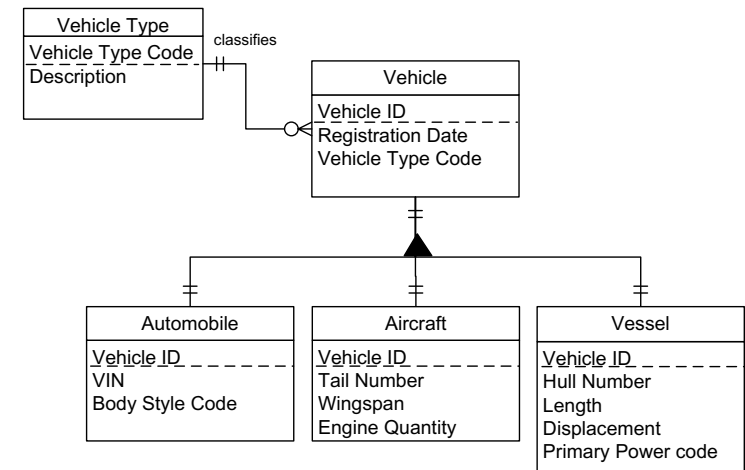 Vehicle Type
Vehicle Type Code
Description
classifies
Vehicle
Vehicle ID
Registration Date
Vehicle Type Code
Automobile
Vehicle ID
VIN
Body Style Code
Aircraft
Vehicle ID
Tail Number
Wingspan
Engine Quantity
Vessel
Vehicle ID
Hull Number
Length
Displacement
Primary Power code